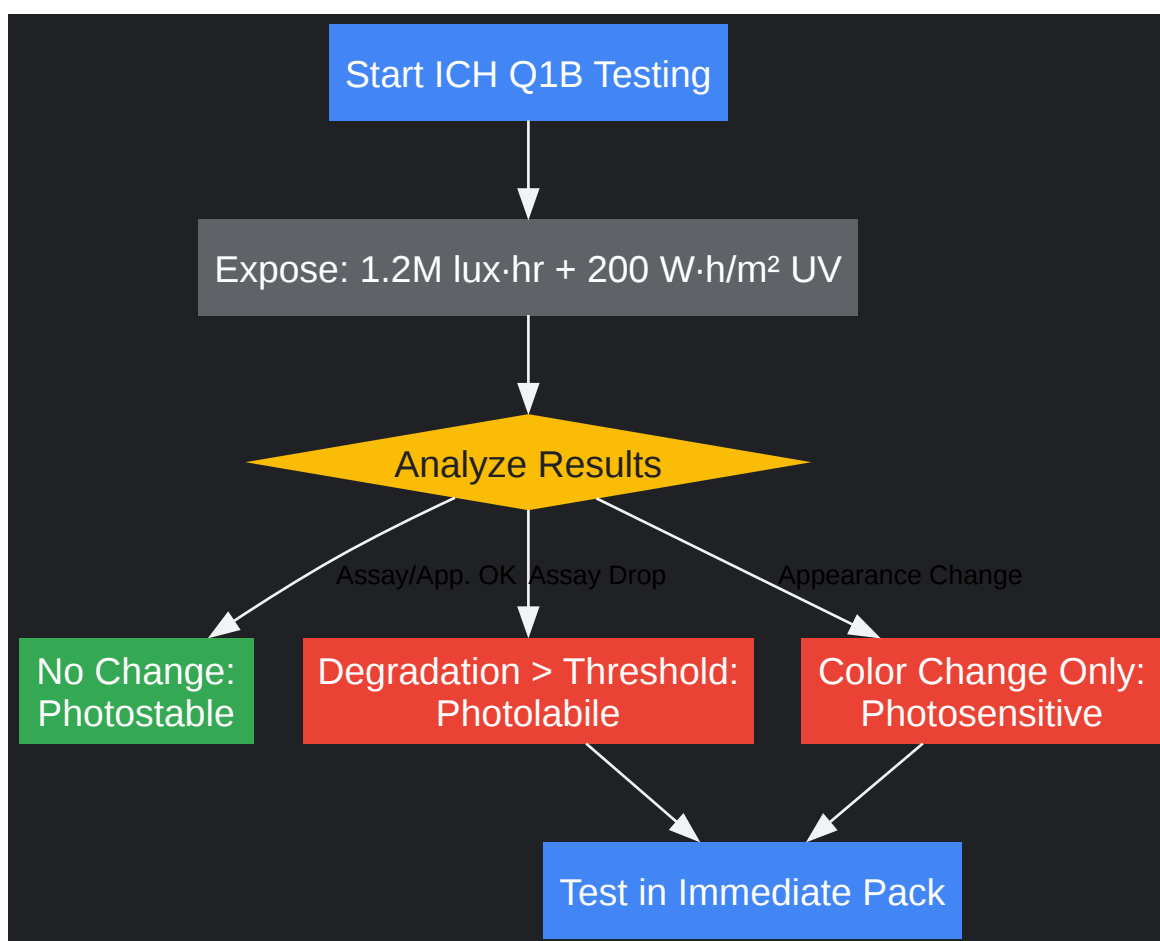 Start ICH Q1B Testing
Expose: 1.2M lux·hr + 200 W·h/m² UV
Analyze Results
Assay/App. OK
Assay Drop
Appearance Change
No Change:
Photostable
Degradation > Threshold:
Photolabile
Color Change Only:
Photosensitive
Test in Immediate Pack